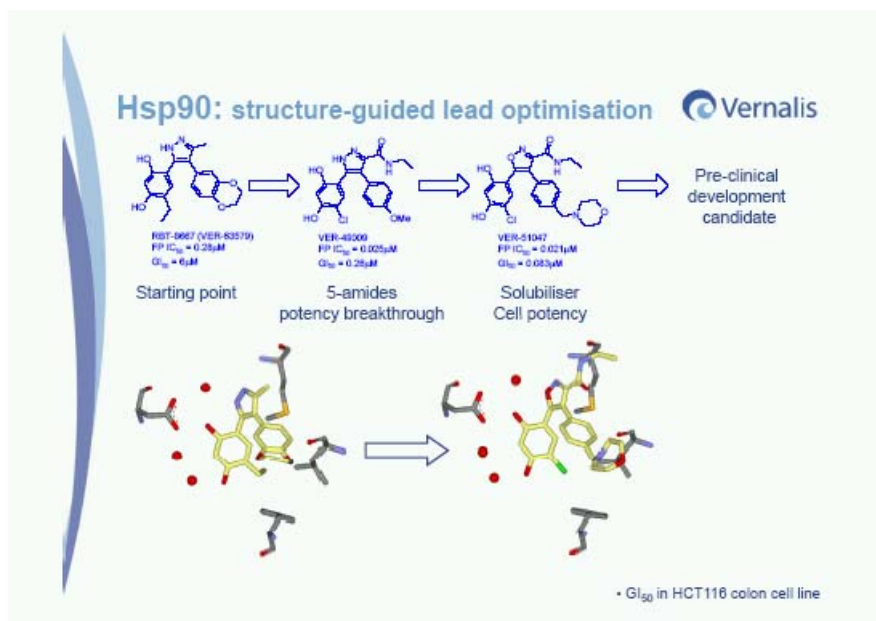 Hsp90: structure-guided lead optimisation
Vernalis
FP IC50 = 0.28μM
GI50 = 6μM
Starting point
VER-49009
FP IC50 = 0.025μM
GI50 = 0.26μM
5-amides
potency breakthrough
VER-51047
FP IC50 = 0.021μM
GI50 = 0.083μM
Solubiliser
Cell potency
Pre-clinical
development
candidate
• GI50 in HCT116 colon cell line